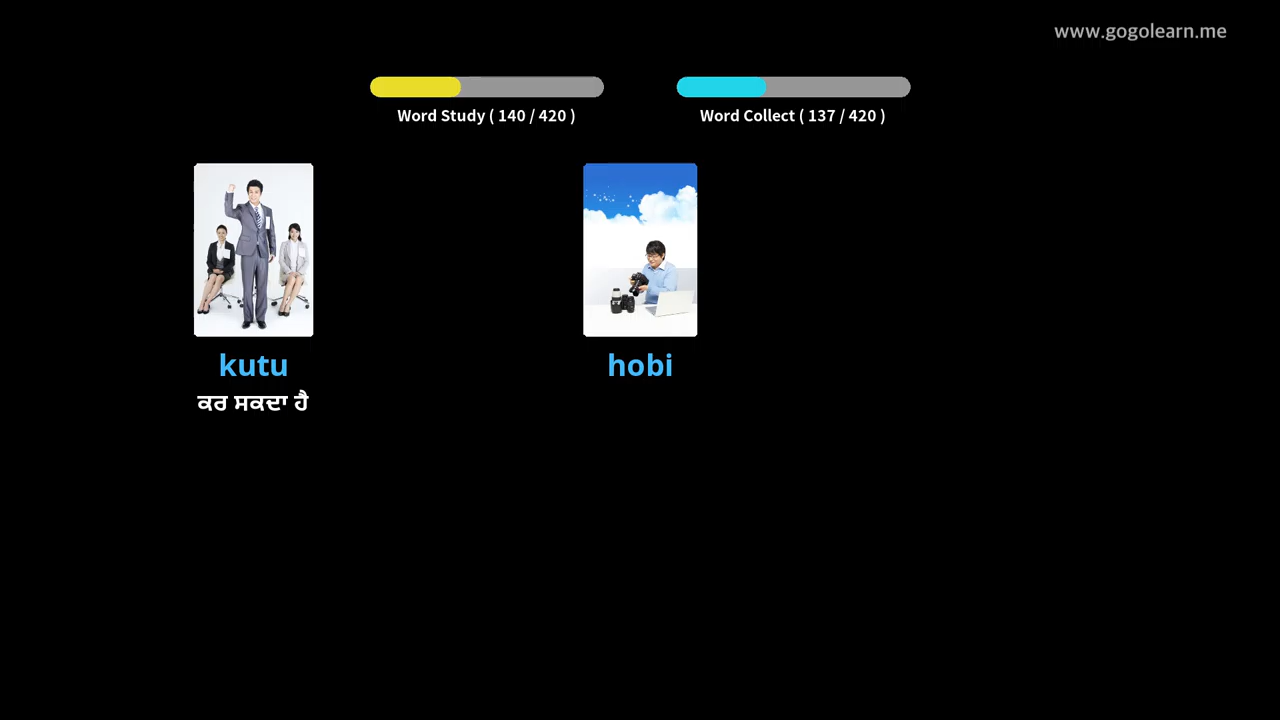 www.gogolearn.me
Word Study ( 140 / 420 )
Word Collect ( 137 / 420 )
kutu
hobi
ਕਰ ਸਕਦਾ ਹੈ